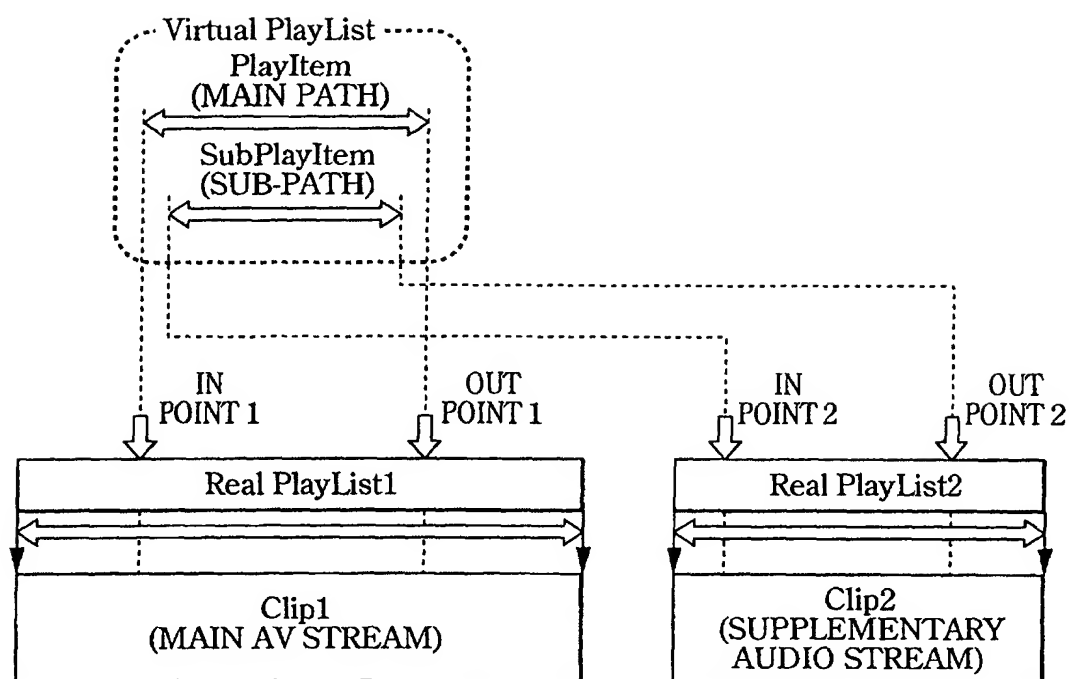 Virtual PlayList
PlayItem
(MAIN PATH)
SubPlayItem
(SUB-PATH)
IN
POINT 1
OUT
POINT 1
IN
POINT 2
OUT
POINT 2
Real PlayList1
Real PlayList2
Clip1
(MAIN AV STREAM)
Clip2
(SUPPLEMENTARY
AUDIO STREAM)